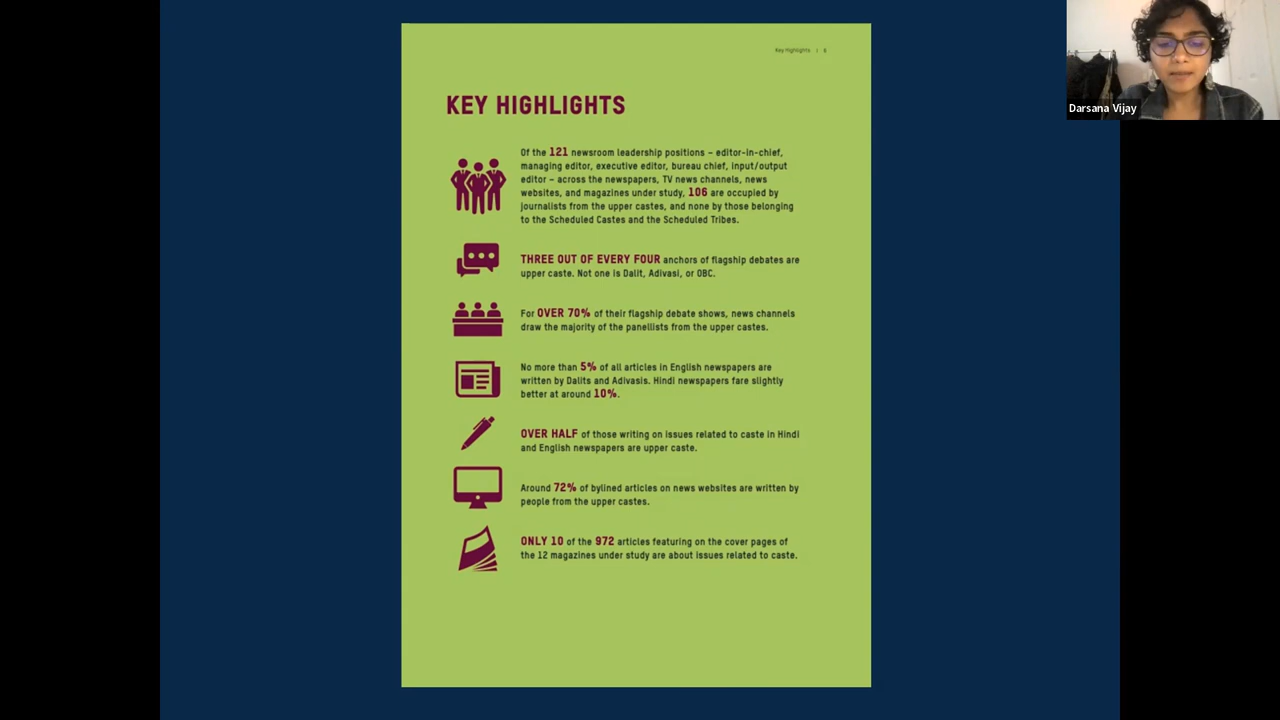 Key Highlights | 8
KEY HIGHLIGHTS
Of the 121 newsroom leadership positions – editor-in-chief,
managing editor, executive editor, bureau chief, input/output
editor – across the newspapers, TV news channels, news
websites, and magazines under study, 106 are occupied by
journalists from the upper castes, and none by those belonging
to the Scheduled Castes and the Scheduled Tribes.
THREE OUT OF EVERY FOUR anchors of flagship debates are
upper caste. Not one is Dalit, Adivasi, or OBC.
For OVER 70% of their flagship debate shows, news channels
draw the majority of the panellists from the upper castes.
No more than 5% of all articles in English newspapers are
written by Dalits and Adivasis. Hindi newspapers fare slightly
better at around 10%.
OVER HALF of those writing on issues related to caste in Hindi
and English newspapers are upper caste.
Around 72% of bylined articles on news websites are written by
people from the upper castes.
ONLY 10 of the 972 articles featuring on the cover pages of
the 12 magazines under study are about issues related to caste.
Darsana Vijay